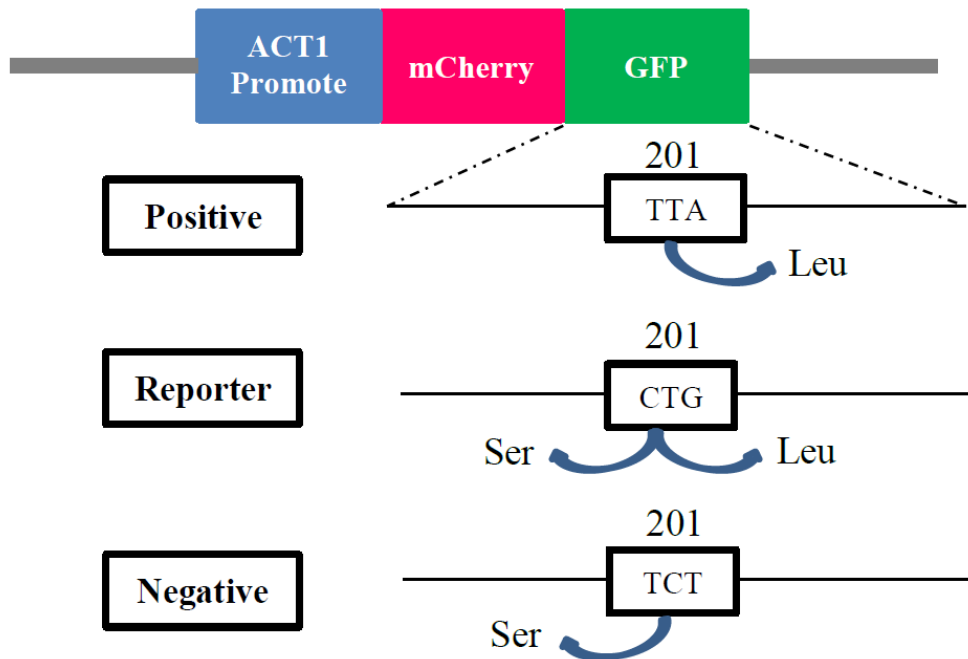 ACT1
Promote
mCherry
GFP
201
Positive
TTA
Leu
201
Reporter
CTG
Ser
Leu
201
Negative
TCT
Ser